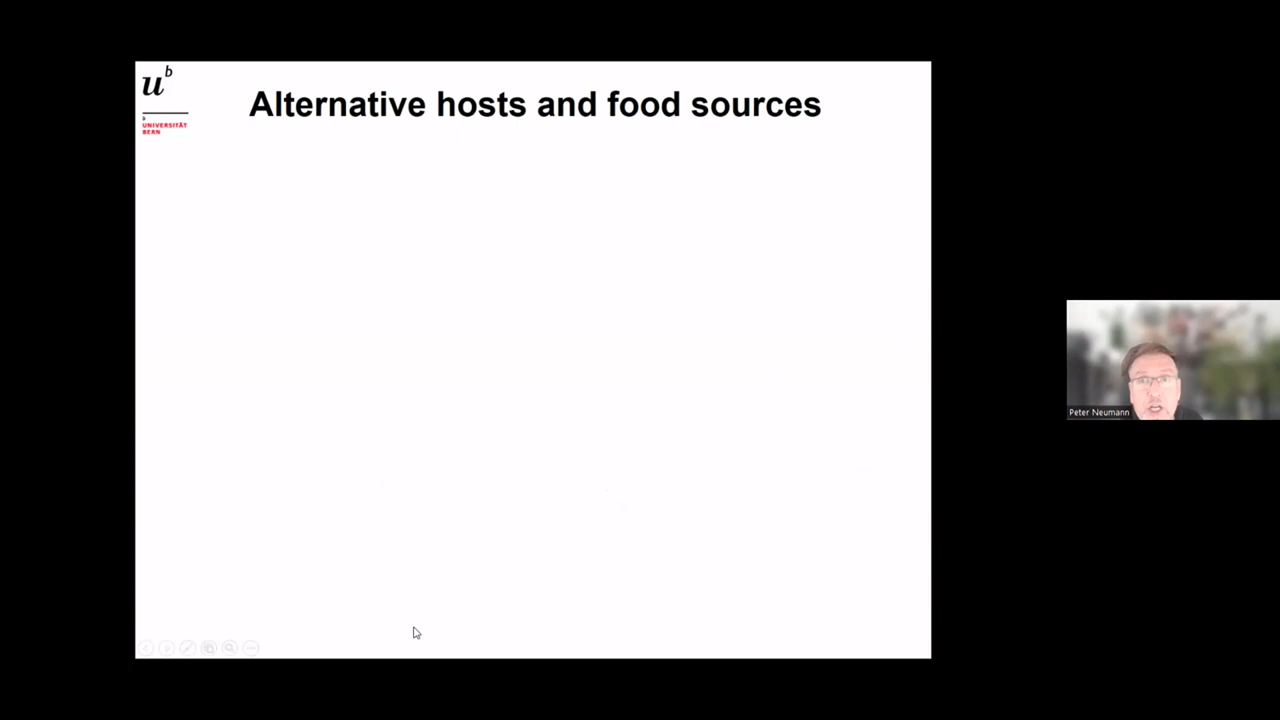 u^b
Alternative hosts and food sources
b
UNIVERSITÄT
BERN
Peter Neumann